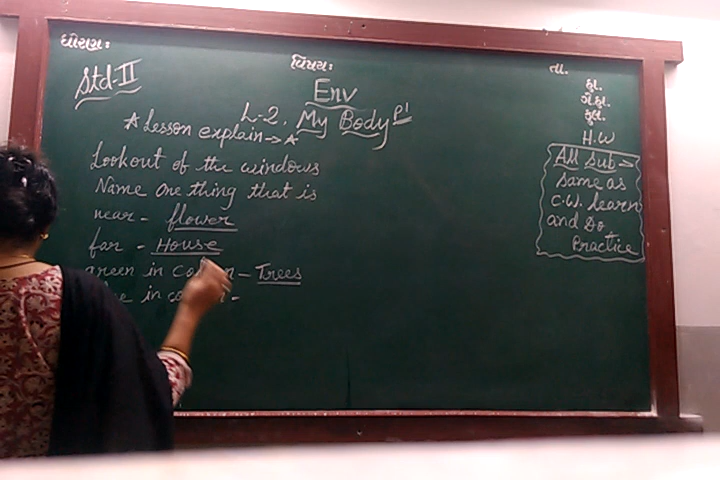 ધોરણ:
Std-II
વિષય:
Env
L-2. My Body P1
* Lesson explain → *
Lookout of the windows
Name one thing that is
near - flower
far - House
green in - Trees
in -
તા.
હા.
ગે.હા.
કુલ.
H.W
All Sub →
Same as
C.W. learn
and Do
Practice